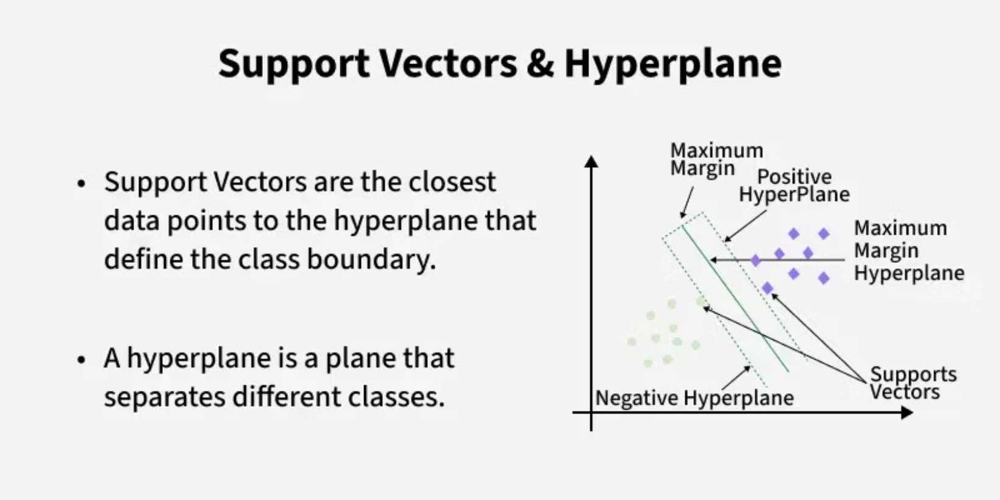 Support Vectors & Hyperplane
• Support Vectors are the closest
data points to the hyperplane that
define the class boundary.
• A hyperplane is a plane that
separates different classes.
Maximum
Margin
Positive
HyperPlane
Maximum
Margin
Hyperplane
Supports
Vectors
Negative Hyperplane